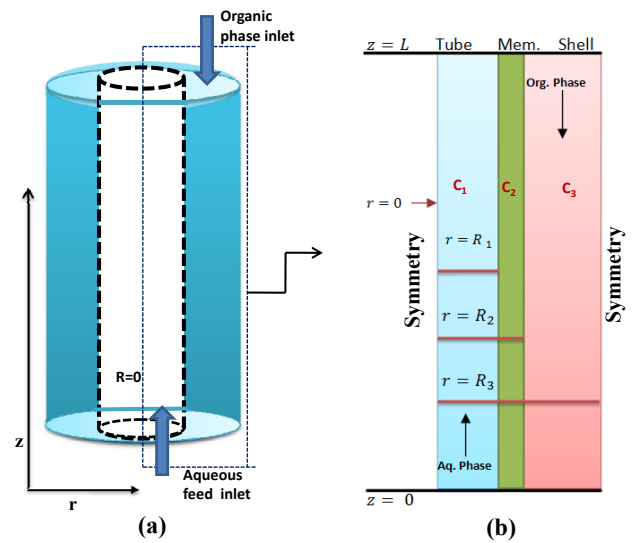 Organic
phase inlet
R=0
z
Aqueous
feed inlet
r
(a)
z = L Tube Mem. Shell
Org. Phase
C1 C2 C3
r = 0
r = R1
Symmetry
Symmetry
r = R2
r = R3
Aq. Phase
z = 0
(b)